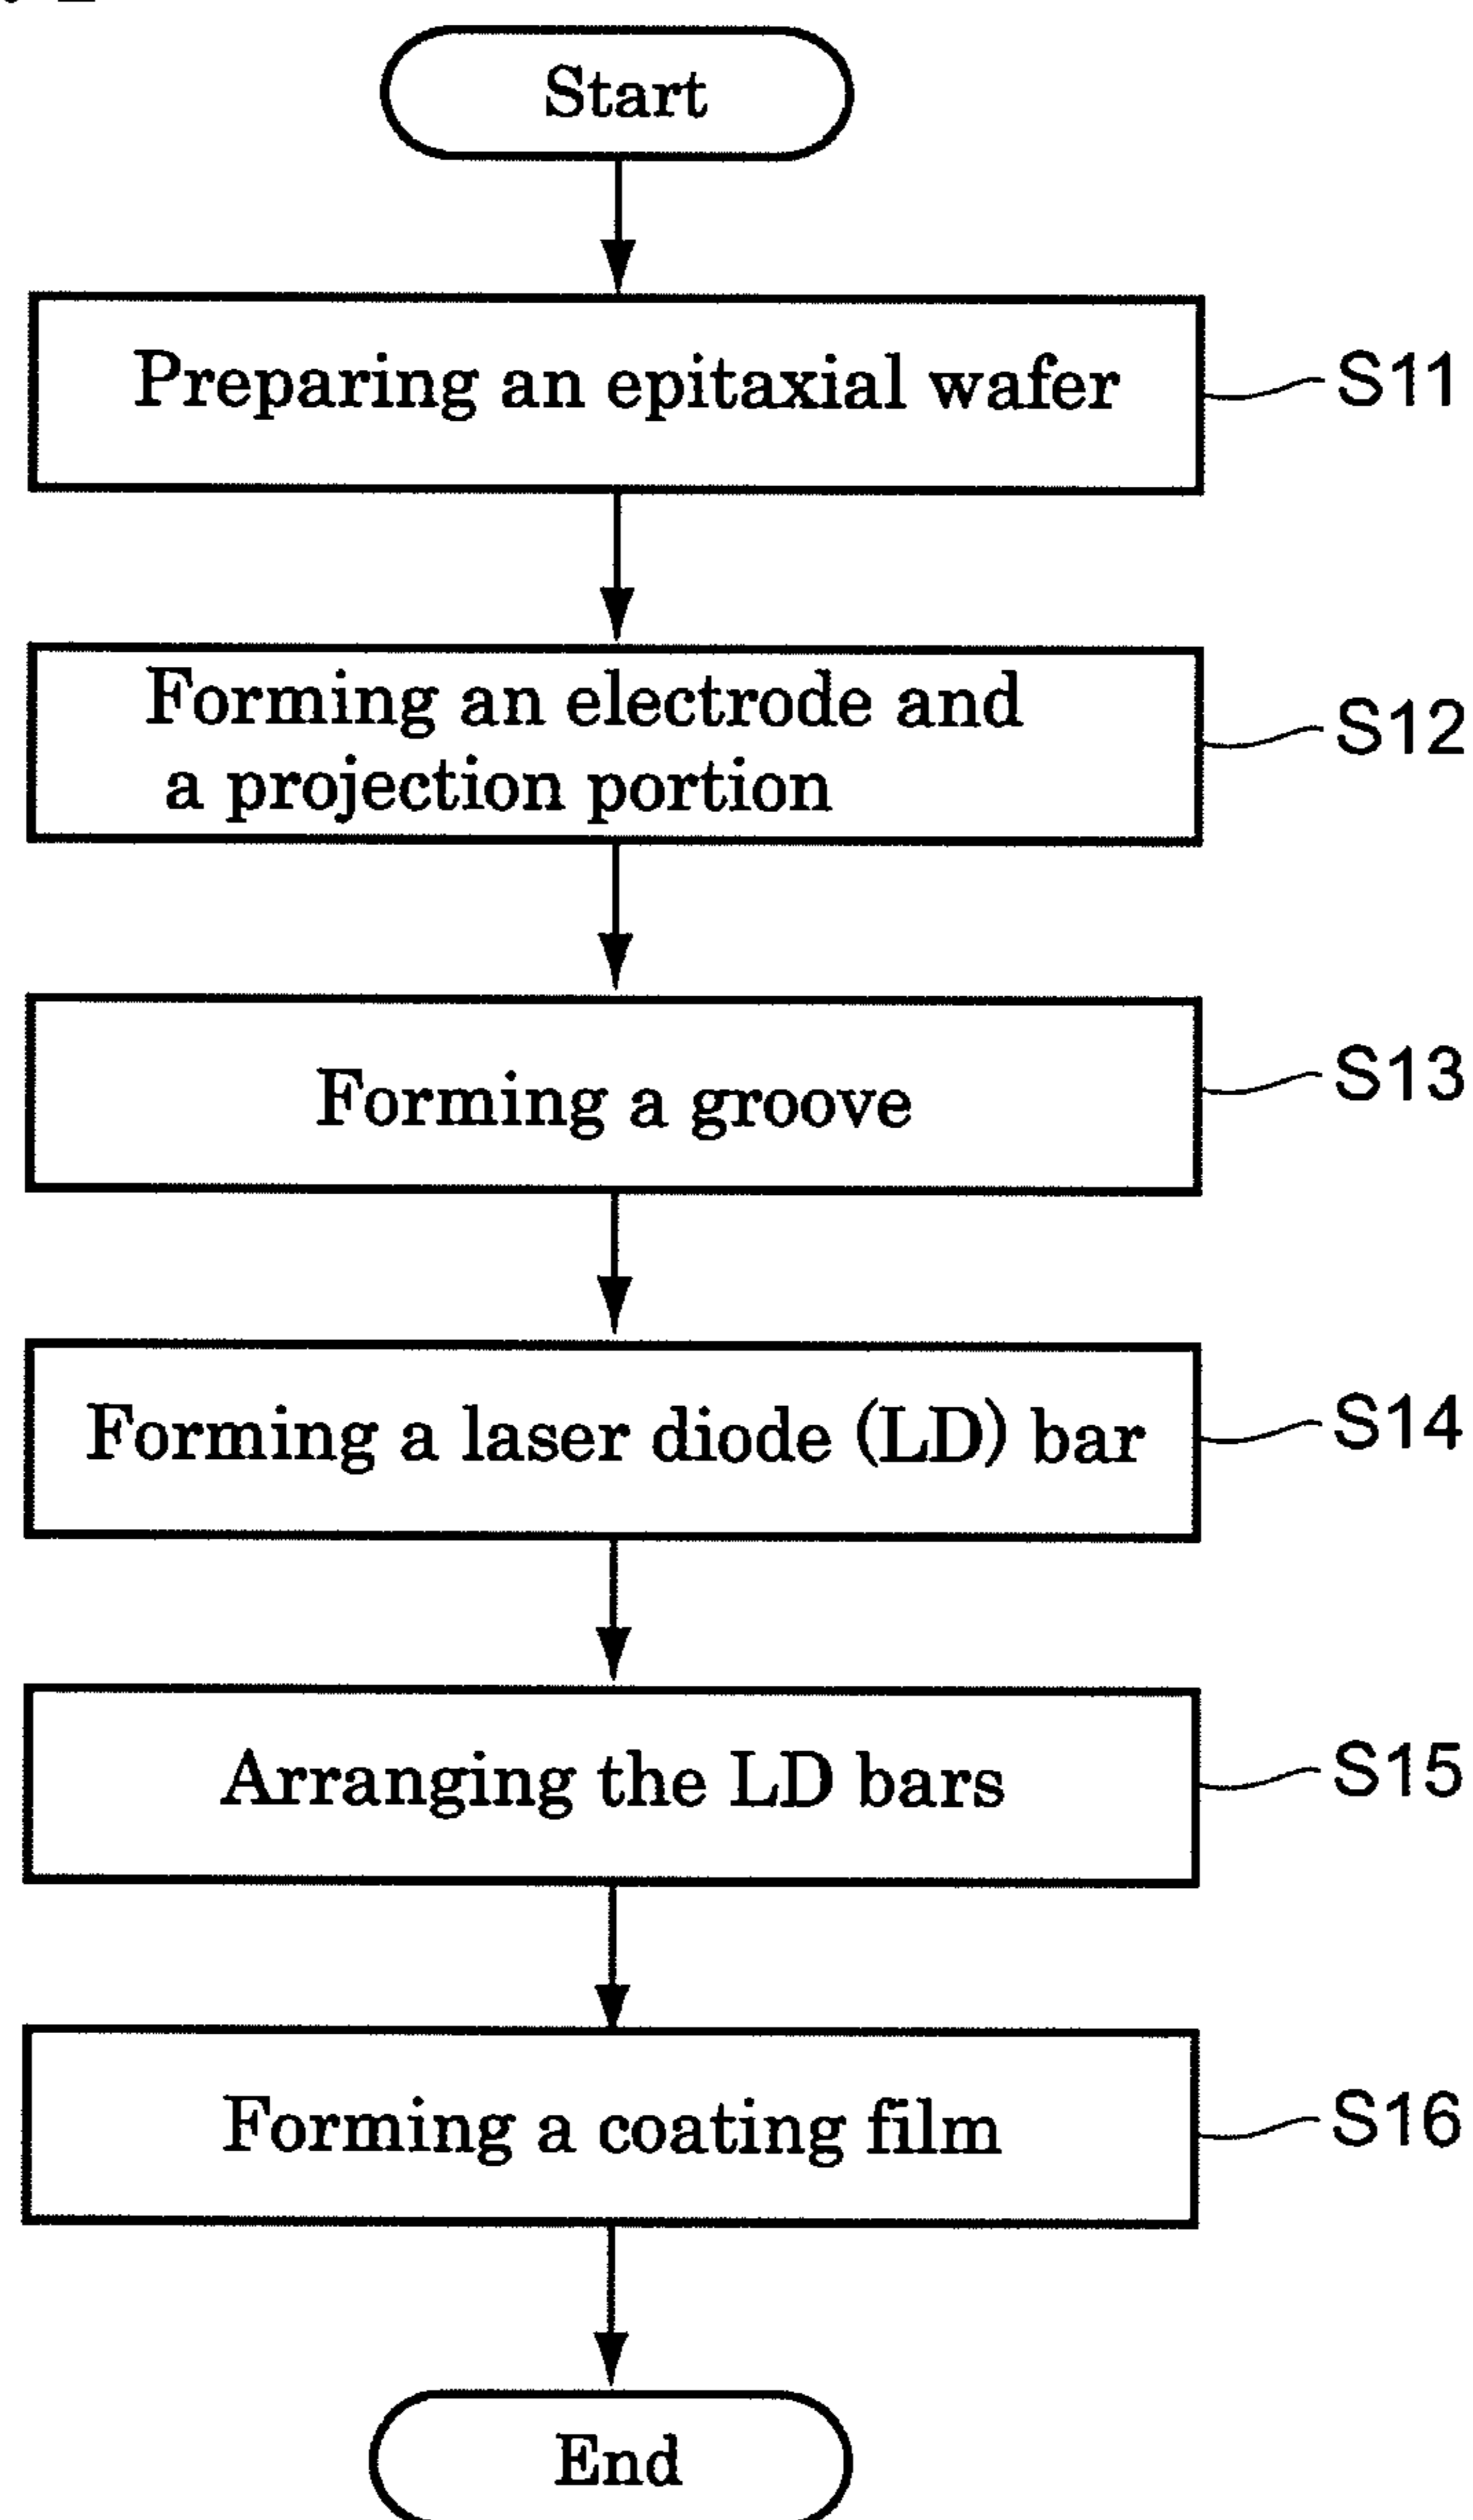 Start
Preparing an epitaxial wafer
S11
Forming an electrode and
a projection portion
S12
Forming a groove
S13
Forming a laser diode (LD) bar
S14
Arranging the LD bars
S15
Forming a coating film
S16
End